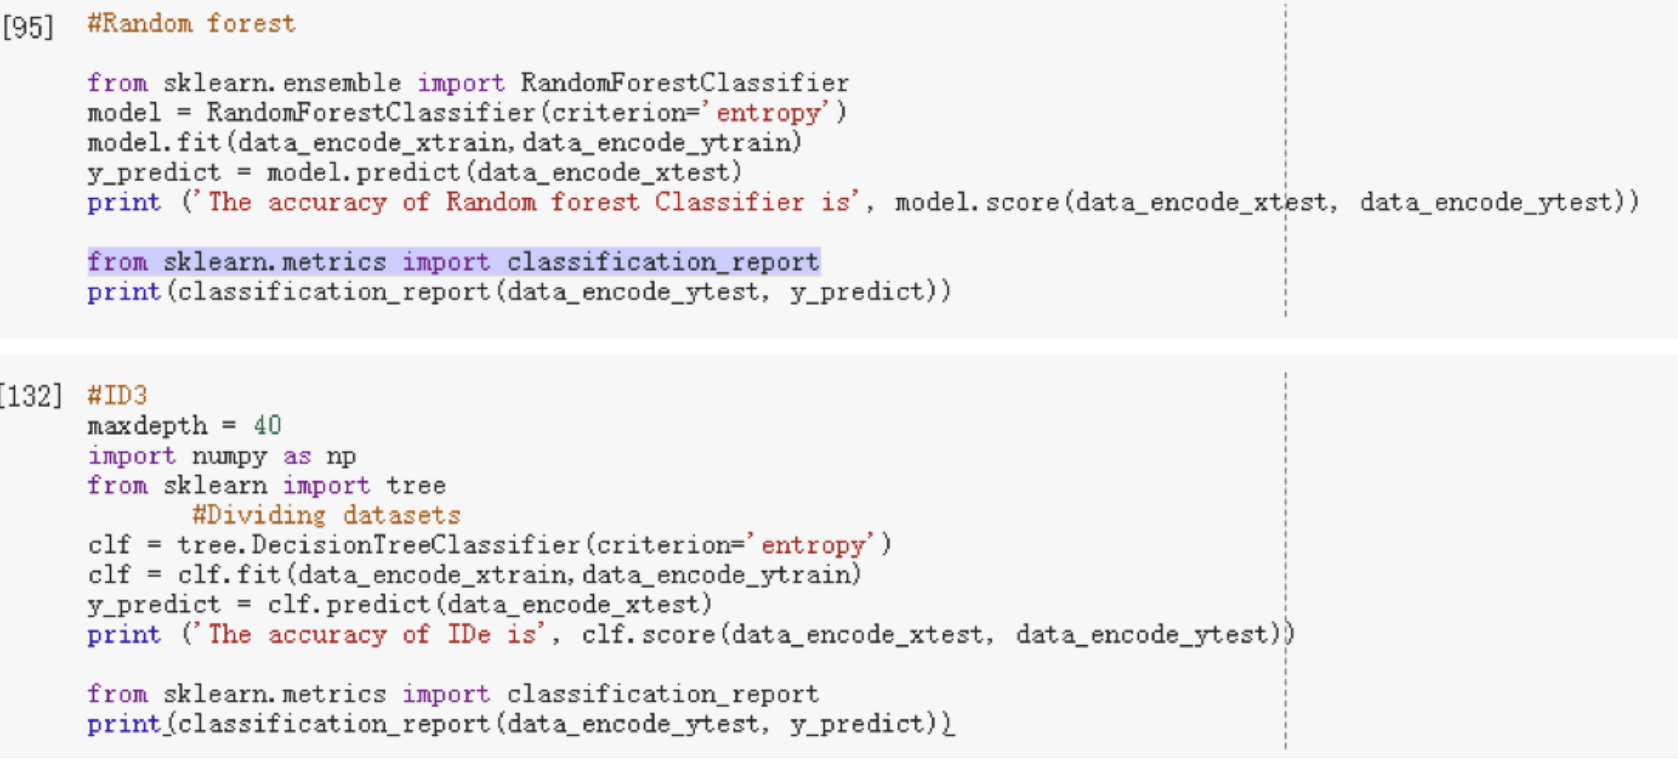 [95] #Random forest
from sklearn.ensemble import RandomForestClassifier
model = RandomForestClassifier(criterion='entropy')
model.fit(data_encode_xtrain,data_encode_ytrain)
y_predict = model.predict(data_encode_xtest)
print ('The accuracy of Random forest Classifier is', model.score(data_encode_xtest, data_encode_ytest))
from sklearn.metrics import classification_report
print(classification_report(data_encode_ytest, y_predict))
[132] #ID3
maxdepth = 40
import numpy as np
from sklearn import tree
#Dividing datasets
clf = tree.DecisionTreeClassifier(criterion='entropy')
clf = clf.fit(data_encode_xtrain,data_encode_ytrain)
y_predict = clf.predict(data_encode_xtest)
print ('The accuracy of IDe is', clf.score(data_encode_xtest, data_encode_ytest))
from sklearn.metrics import classification_report
print(classification_report(data_encode_ytest, y_predict))